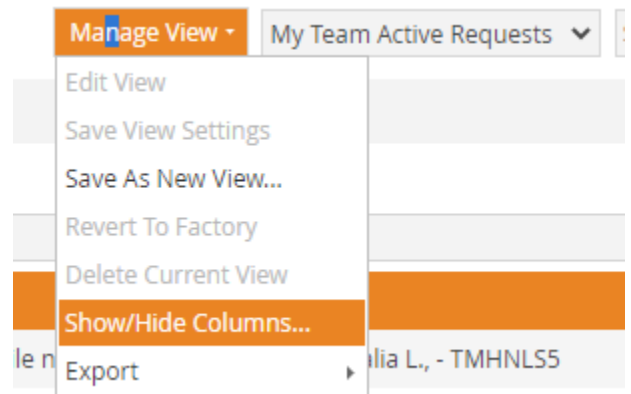 Manage View
My Team Active Requests
Edit View
Save View Settings
Save As New View...
Revert To Factory
Delete Current View
Show/Hide Columns...
Export
lia L., - TMHNLS5